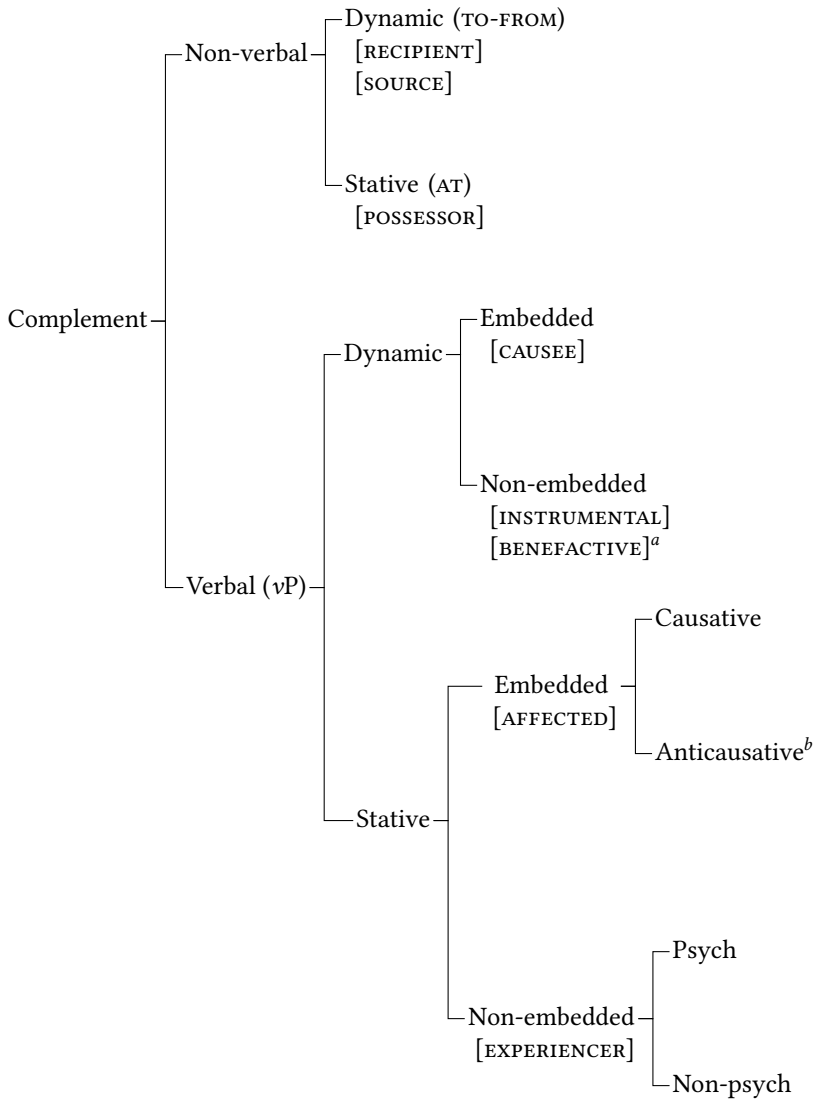 Dynamic (TO-FROM)
Non-verbal
[RECIPIENT]
[SOURCE]
Stative (AT)
[POSSESSOR]
Complement
Embedded
Dynamic
[CAUSEE]
Non-embedded
[INSTRUMENTAL]
[BENEFACTIVE]a
Verbal (vP)
Causative
Embedded
[AFFECTED]
Anticausativeb
Stative
Psych
Non-embedded
[EXPERIENCER]
Non-psych